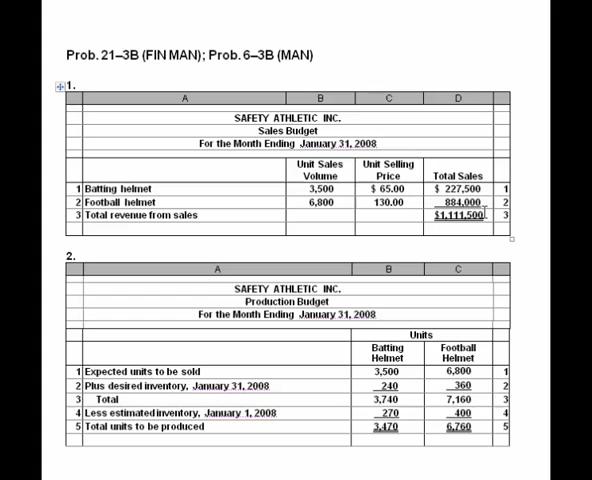 Prob. 21–3B (FIN MAN); Prob. 6–3B (MAN)
1.
A B C D
SAFETY ATHLETIC INC.
Sales Budget
For the Month Ending January 31, 2008
Unit Sales Unit Selling
Volume Price Total Sales
1 Batting helmet 3,500 $ 65.00 $ 227,500 1
2 Football helmet 6,800 130.00 884,000 2
3 Total revenue from sales $1,111,500 3
2.
A B C
SAFETY ATHLETIC INC.
Production Budget
For the Month Ending January 31, 2008
Units
Batting Football
Helmet Helmet
1 Expected units to be sold 3,500 6,800 1
2 Plus desired inventory, January 31, 2008 240 360 2
3 Total 3,740 7,160 3
4 Less estimated inventory, January 1, 2008 270 400 4
5 Total units to be produced 3,470 6,760 5